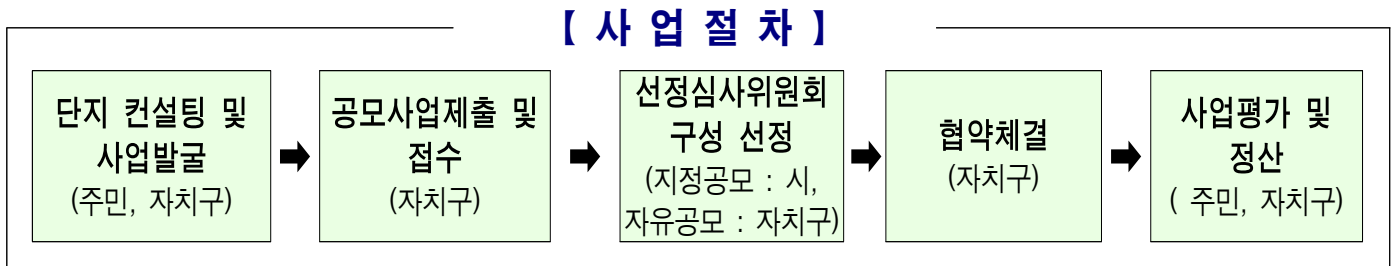 【 사 업 절 차 】
단지 컨설팅 및
사업발굴
(주민, 자치구)
➡
공모사업제출 및
접수
(자치구)
➡
선정심사위원회
구성 선정
(지정공모 : 시,
자유공모 : 자치구)
➡
협약체결
(자치구)
➡
사업평가 및
정산
( 주민, 자치구)